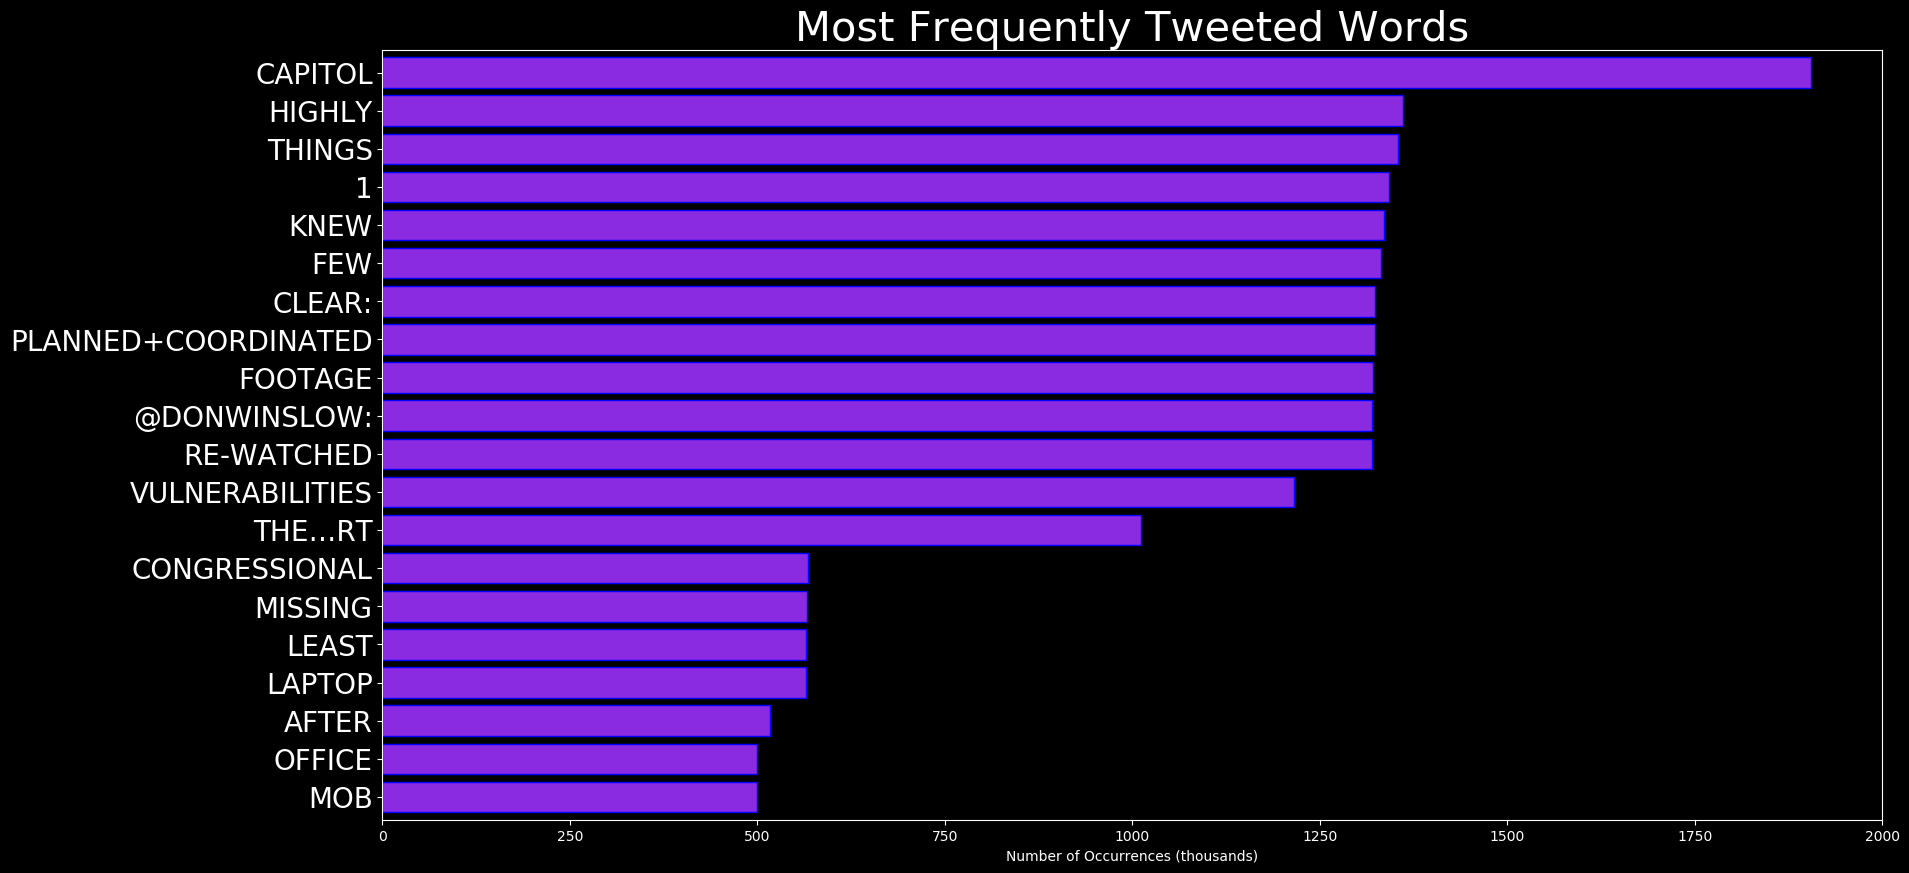 Most Frequently Tweeted Words
CAPITOL
HIGHLY
THINGS
1
KNEW
FEW
CLEAR:
PLANNED+COORDINATED
FOOTAGE
@DONWINSLOW:
RE-WATCHED
VULNERABILITIES
THE...RT
CONGRESSIONAL
MISSING
LEAST
LAPTOP
AFTER
OFFICE
MOB
0 250 500 750 1000 1250 1500 1750 2000
Number of Occurrences (thousands)